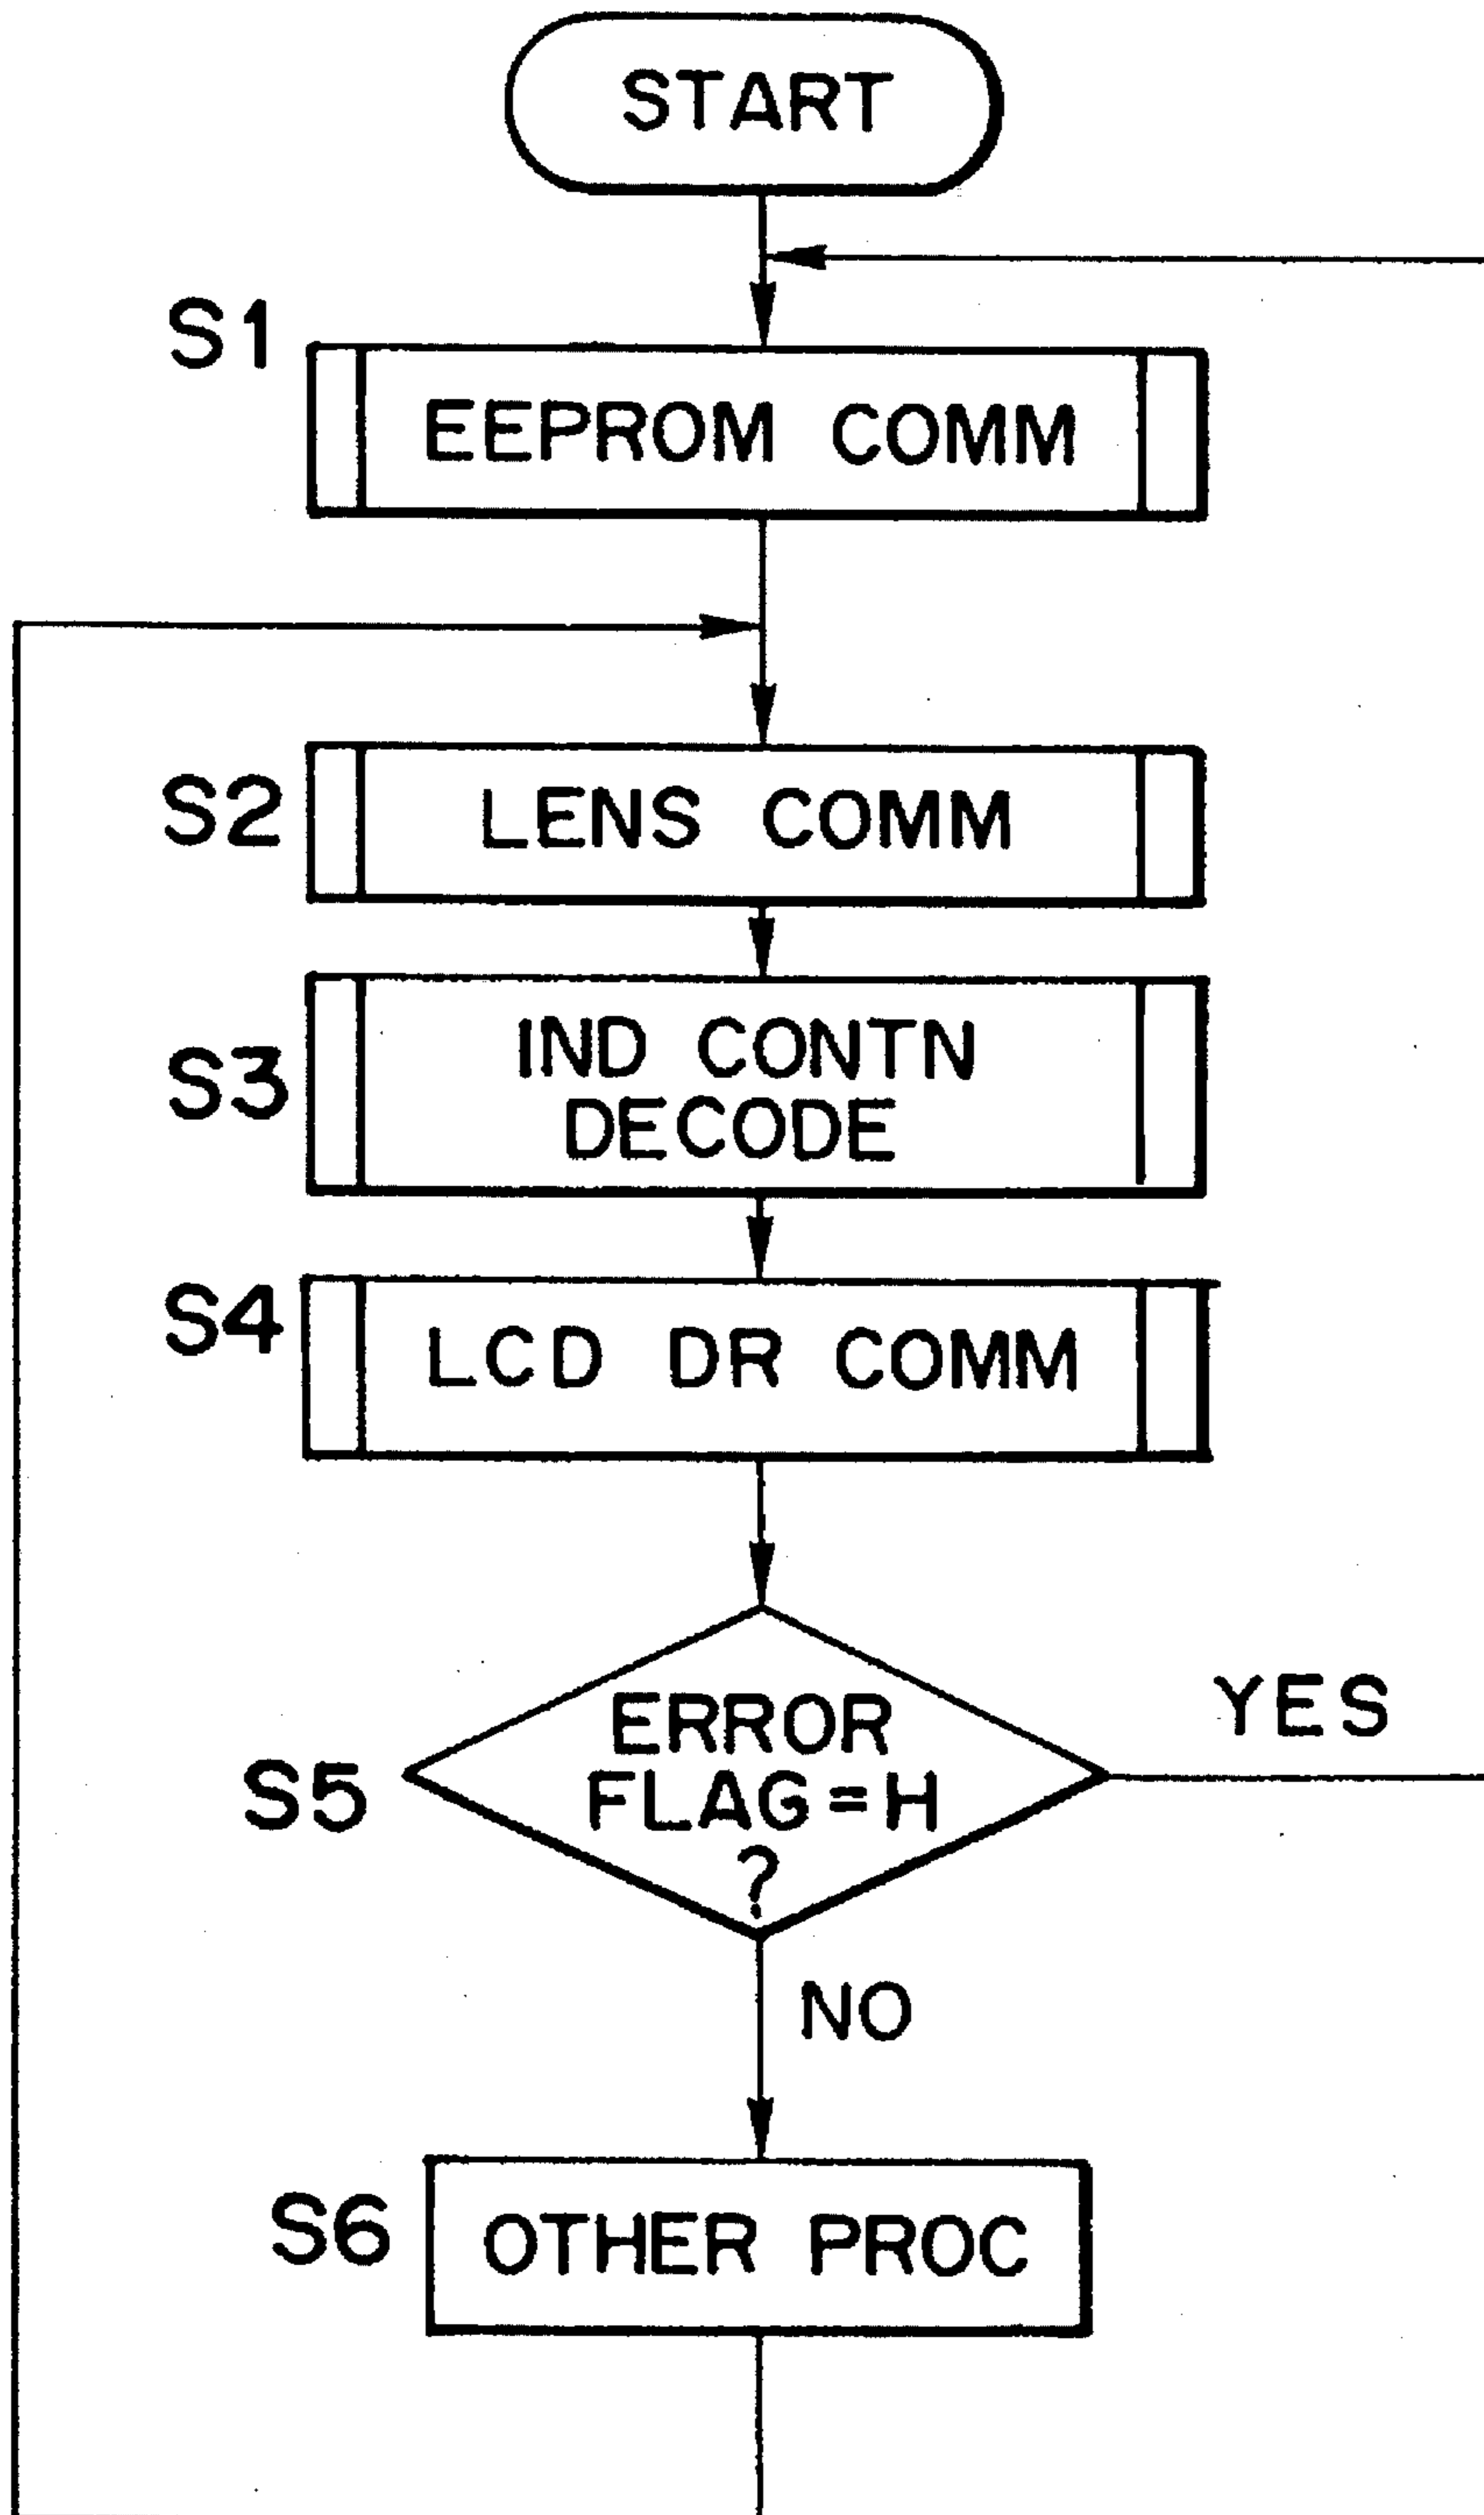 START
S1
EEPROM COMM
S2
LENS COMM
S3
IND CONTN
DECODE
S4
LCD DR COMM
S5
ERROR
FLAG=H
?
YES
NO
S6
OTHER PROC